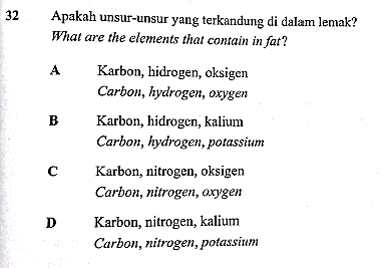 32 Apakah unsur-unsur yang terkandung di dalam lemak?
What are the elements that contain in fat?
A Karbon, hidrogen, oksigen
Carbon, hydrogen, oxygen
B Karbon, hidrogen, kalium
Carbon, hydrogen, potassium
C Karbon, nitrogen, oksigen
Carbon, nitrogen, oxygen
D Karbon, nitrogen, kalium
Carbon, nitrogen, potassium